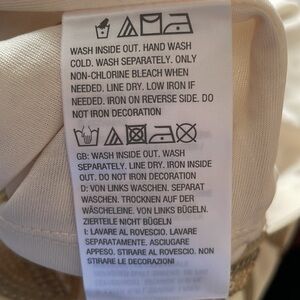 WASH INSIDE OUT. HAND WASH
COLD. WASH SEPARATELY. ONLY
NON-CHLORINE BLEACH WHEN
NEEDED. LINE DRY. LOW IRON IF
NEEDED. IRON ON REVERSE SIDE. DO
NOT IRON DECORATION
GB: WASH INSIDE OUT. WASH
SEPARATELY. LINE DRY. IRON INSIDE
OUT. DO NOT IRON DECORATION
D: VON LINKS WASCHEN. SEPARAT
WASCHEN. TROCKNEN AUF DER
WÄSCHELEINE. VON LINKS BÜGELN.
ZIERTEILE NICHT BÜGELN
I: LAVARE AL ROVESCIO. LAVARE
SEPARATAMENTE. ASCIUGARE
APPESO. STIRARE AL ROVESCIO. NON
STIRARE LE DECORAZIONI